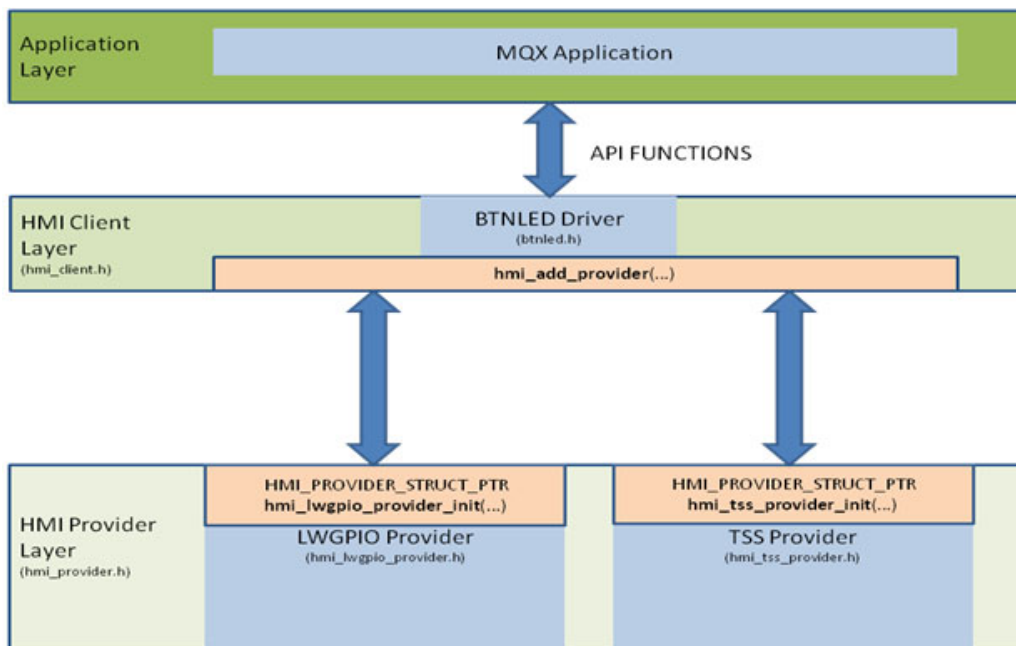 Application
Layer
MQX Application
API FUNCTIONS
HMI Client
Layer
(hmi_client.h)
BTNLED Driver
(btnled.h)
hmi_add_provider(...)
HMI Provider
Layer
(hmi_provider.h)
HMI_PROVIDER_STRUCT_PTR
hmi_lwgpio_provider_init(...)
LWGPIO Provider
(hmi_lwgpio_provider.h)
HMI_PROVIDER_STRUCT_PTR
hmi_tss_provider_init(...)
TSS Provider
(hmi_tss_provider.h)